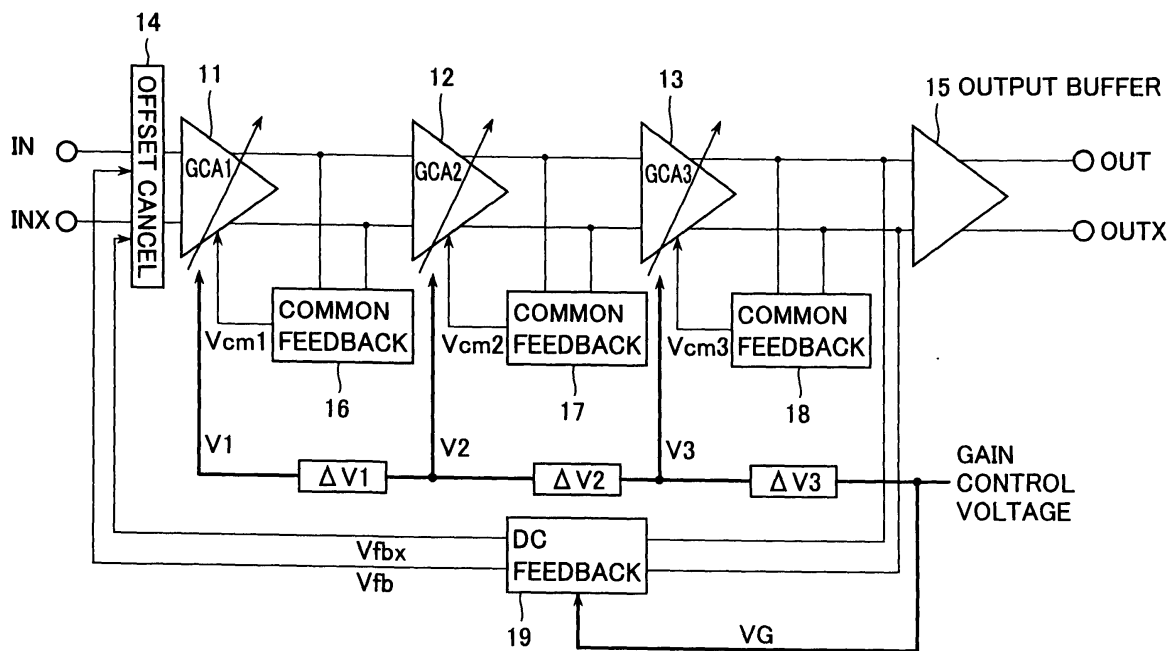 14
11
12
13
15 OUTPUT BUFFER
OFFSET CANCEL
IN
INX
GCA1
GCA2
GCA3
OUT
OUTX
COMMON
FEEDBACK
COMMON
FEEDBACK
COMMON
FEEDBACK
Vcm1
Vcm2
Vcm3
16
17
18
V1
V2
V3
ΔV1
ΔV2
ΔV3
GAIN
CONTROL
VOLTAGE
Vfbx
Vfb
DC
FEEDBACK
19
VG